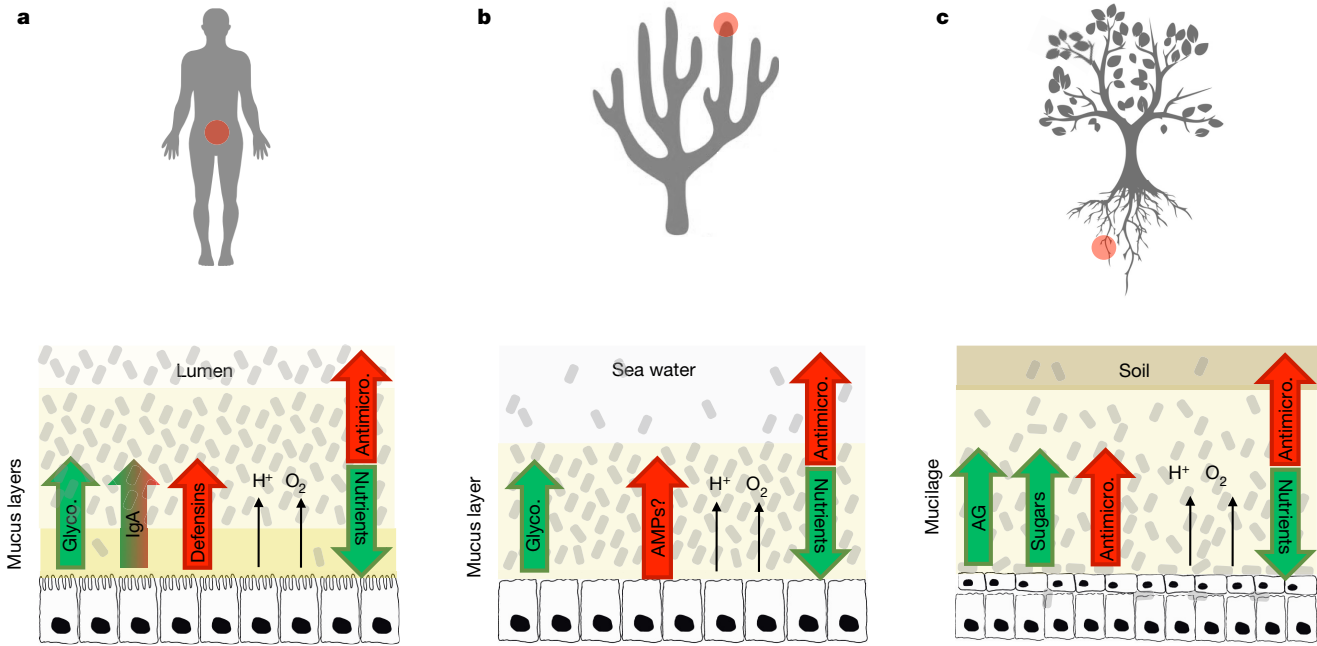 a
b
c
Lumen
Mucus layers
Glyco.
IgA
Defensins
H+
O2
Antimicro.
Nutrients
Sea water
Mucus layer
Glyco.
AMPs?
H+
O2
Antimicro.
Nutrients
Soil
Mucilage
AG
Sugars
Antimicro.
H+
O2
Antimicro.
Nutrients